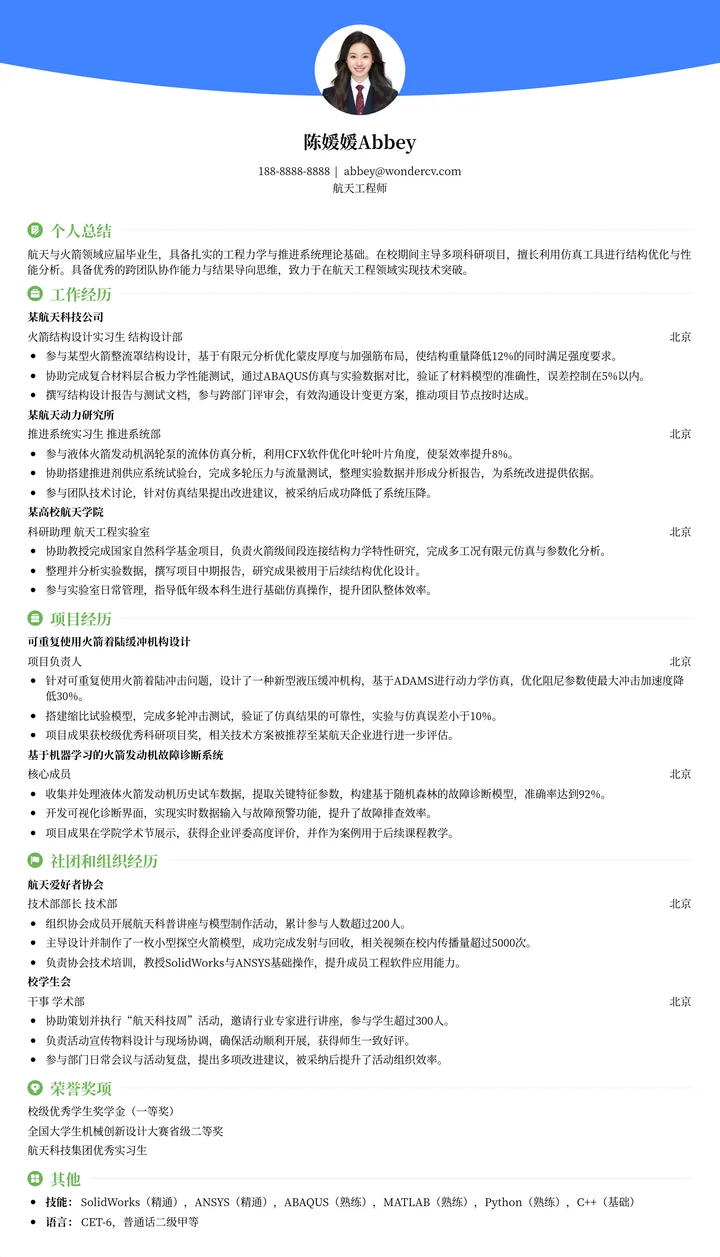 陈媛媛Abbey
188-8888-8888 | abbey@wondercv.com
航天工程师
个人总结
航天与火箭领域应届毕业生，具备扎实的工程力学与推进系统理论基础。在校期间主导多项科研项目，擅长利用仿真工具进行结构优化与性
能分析。具备优秀的跨团队协作能力与结果导向思维，致力于在航天工程领域实现技术突破。
工作经历
某航天科技公司
火箭结构设计实习生 结构设计部 北京
• 参与某型火箭整流罩结构设计，基于有限元分析优化蒙皮厚度与加强筋布局，使结构重量降低12%的同时满足强度要求。
• 协助完成复合材料层合板力学性能测试，通过ABAQUS仿真与实验数据对比，验证了材料模型的准确性，误差控制在5%以内。
• 撰写结构设计报告与测试文档，参与跨部门评审会，有效沟通设计变更方案，推动项目节点按时达成。
某航天动力研究所
推进系统实习生 推进系统部 北京
• 参与液体火箭发动机涡轮泵的流体仿真分析，利用CFX软件优化叶轮叶片角度，使泵效率提升8%。
• 协助搭建推进剂供应系统试验台，完成多轮压力与流量测试，整理实验数据并形成分析报告，为系统改进提供依据。
• 参与团队技术讨论，针对仿真结果提出改进建议，被采纳后成功降低了系统压降。
某高校航天学院
科研助理 航天工程实验室 北京
• 协助教授完成国家自然科学基金项目，负责火箭级间段连接结构力学特性研究，完成多工况有限元仿真与参数化分析。
• 整理并分析实验数据，撰写项目中期报告，研究成果被用于后续结构优化设计。
• 参与实验室日常管理，指导低年级本科生进行基础仿真操作，提升团队整体效率。
项目经历
可重复使用火箭着陆缓冲机构设计
项目负责人 北京
• 针对可重复使用火箭着陆冲击问题，设计了一种新型液压缓冲机构，基于ADAMS进行动力学仿真，优化阻尼参数使最大冲击加速度降
低30%。
• 搭建缩比试验模型，完成多轮冲击测试，验证了仿真结果的可靠性，实验与仿真误差小于10%。
• 项目成果获校级优秀科研项目奖，相关技术方案被推荐至某航天企业进行进一步评估。
基于机器学习的火箭发动机故障诊断系统
核心成员 北京
• 收集并处理液体火箭发动机历史试车数据，提取关键特征参数，构建基于随机森林的故障诊断模型，准确率达到92%。
• 开发可视化诊断界面，实现实时数据输入与故障预警功能，提升了故障排查效率。
• 项目成果在学院学术节展示，获得企业评委高度评价，并作为案例用于后续课程教学。
社团和组织经历
航天爱好者协会
技术部部长 技术部 北京
• 组织协会成员开展航天科普讲座与模型制作活动，累计参与人数超过200人。
• 主导设计并制作了一枚小型探空火箭模型，成功完成发射与回收，相关视频在校内传播量超过5000次。
• 负责协会技术培训，教授SolidWorks与ANSYS基础操作，提升成员工程软件应用能力。
校学生会
干事 学术部 北京
• 协助策划并执行“航天科技周”活动，邀请行业专家进行讲座，参与学生超过300人。
• 负责活动宣传物料设计与现场协调，确保活动顺利开展，获得师生一致好评。
• 参与部门日常会议与活动复盘，提出多项改进建议，被采纳后提升了活动组织效率。
荣誉奖项
校级优秀学生奖学金（一等奖）
全国大学生机械创新设计大赛省级二等奖
航天科技集团优秀实习生
其他
• 技能： SolidWorks（精通）, ANSYS（精通）, ABAQUS（熟练）, MATLAB（熟练）, Python（熟练）, C++（基础）
• 语言： CET-6，普通话二级甲等